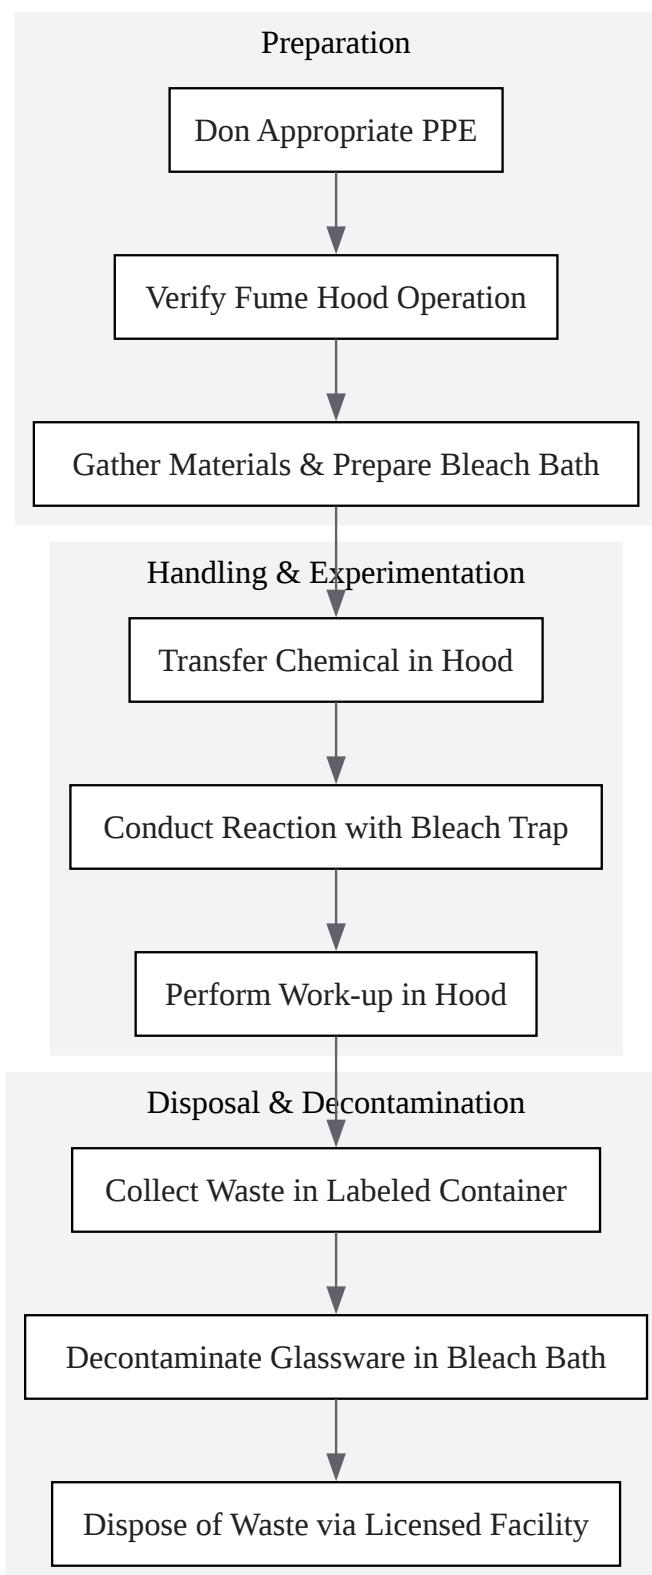 Preparation
Don Appropriate PPE
Verify Fume Hood Operation
Gather Materials & Prepare Bleach Bath
Handling & Experimentation
Transfer Chemical in Hood
Conduct Reaction with Bleach Trap
Perform Work-up in Hood
Disposal & Decontamination
Collect Waste in Labeled Container
Decontaminate Glassware in Bleach Bath
Dispose of Waste via Licensed Facility